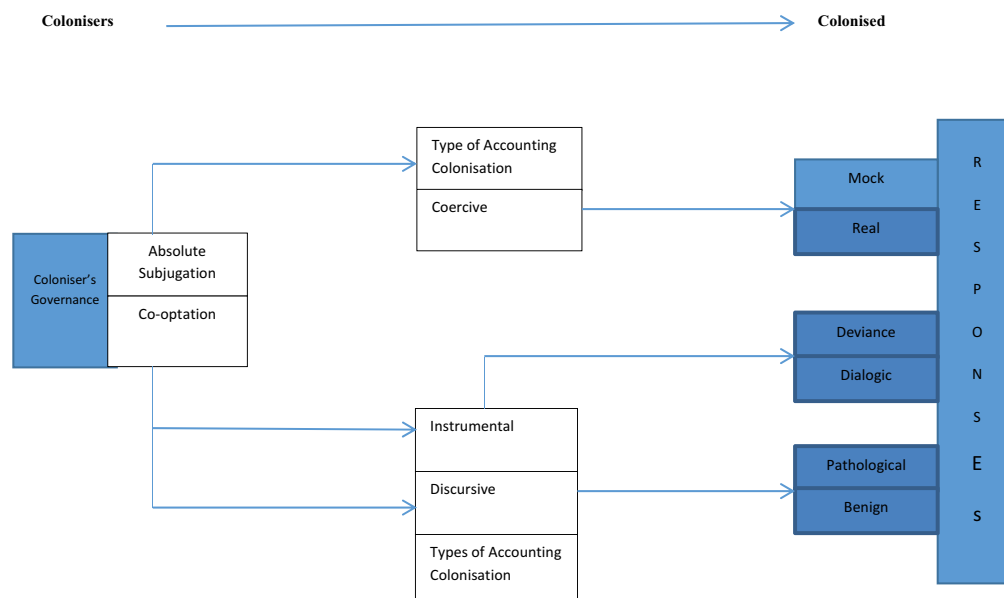 Colonisers
Colonised
Type of Accounting
Colonisation
Coercive
Mock
Real
Absolute
Subjugation
Co-optation
Coloniser's
Governance
Deviance
Dialogic
Instrumental
Discursive
Types of Accounting
Colonisation
Pathological
Benign
R
E
S
P
O
N
S
E
s